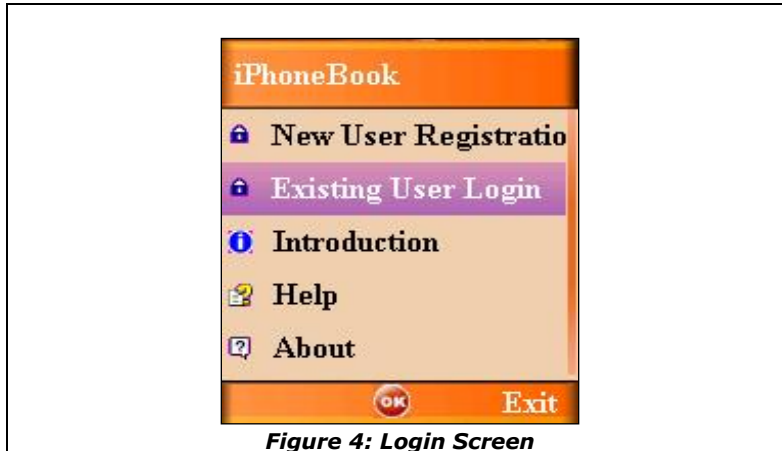 iPhoneBook
New User Registratio
Existing User Login
Introduction
Help
About
OK Exit
Figure 4: Login Screen